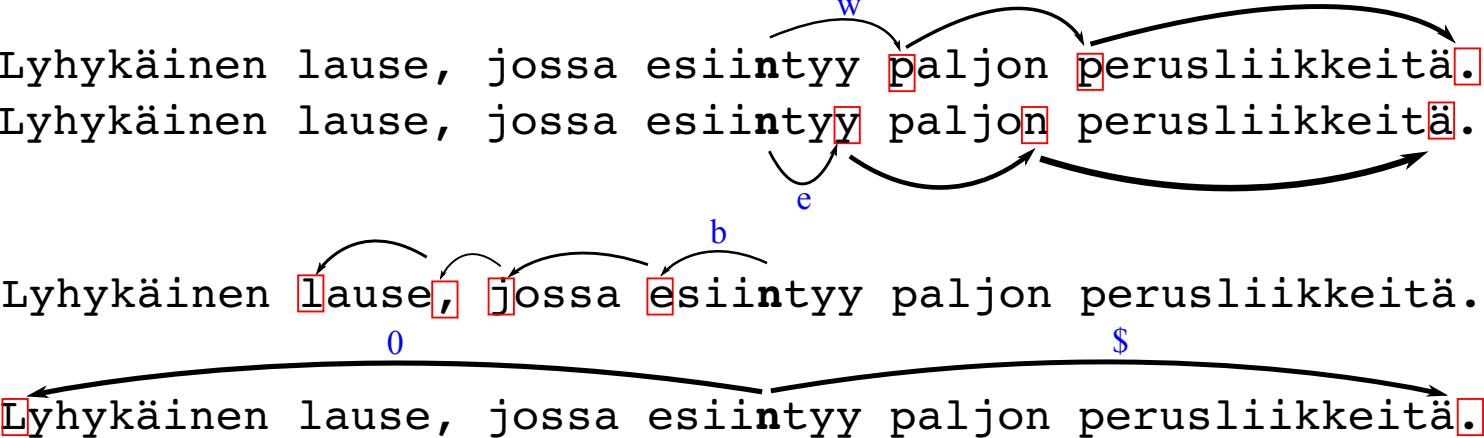 w
Lyhykäinen lause, jossa esiintyy paljon perusliikkeitä.
Lyhykäinen lause, jossa esiintyy paljon perusliikkeitä.
e
b
Lyhykäinen lause, jossa esiintyy paljon perusliikkeitä.
0 $
Lyhykäinen lause, jossa esiintyy paljon perusliikkeitä.